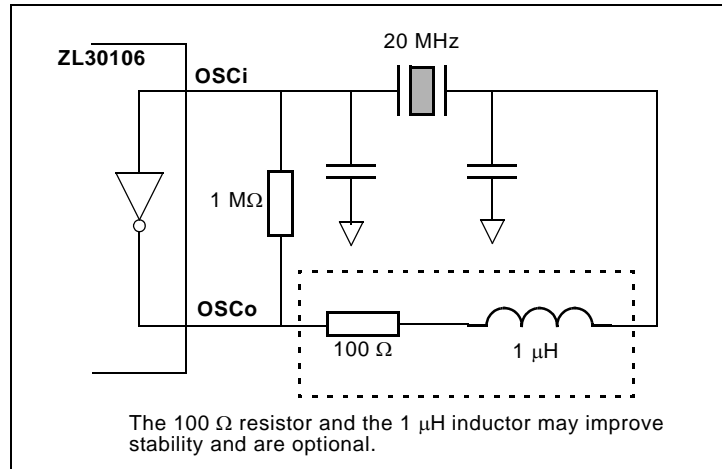 20 MHz
ZL30106
OSCi
1 MΩ
OSCo
100 Ω
1 μH
The 100 Ω resistor and the 1 μH inductor may improve
stability and are optional.